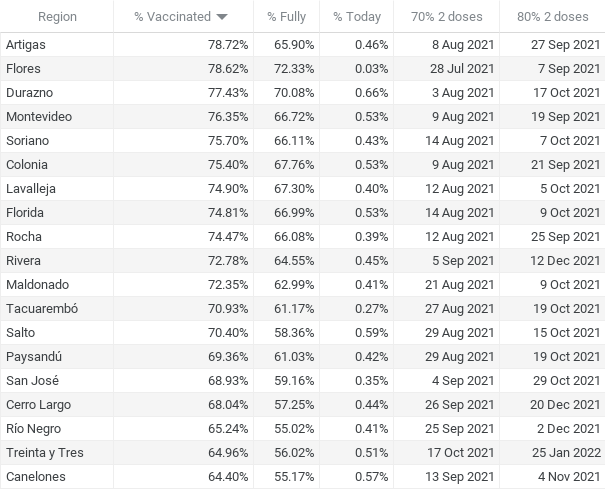 Region % Vaccinated % Fully % Today 70% 2 doses 80% 2 doses
Artigas 78.72% 65.90% 0.46% 8 Aug 2021 27 Sep 2021
Flores 78.62% 72.33% 0.03% 28 Jul 2021 7 Sep 2021
Durazno 77.43% 70.08% 0.66% 3 Aug 2021 17 Oct 2021
Montevideo 76.35% 66.72% 0.53% 9 Aug 2021 19 Sep 2021
Soriano 75.70% 66.11% 0.43% 14 Aug 2021 7 Oct 2021
Colonia 75.40% 67.76% 0.53% 9 Aug 2021 21 Sep 2021
Lavalleja 74.90% 67.30% 0.40% 12 Aug 2021 5 Oct 2021
Florida 74.81% 66.99% 0.53% 14 Aug 2021 9 Oct 2021
Rocha 74.47% 66.08% 0.39% 12 Aug 2021 25 Sep 2021
Rivera 72.78% 64.55% 0.45% 5 Sep 2021 12 Dec 2021
Maldonado 72.35% 62.99% 0.41% 21 Aug 2021 9 Oct 2021
Tacuarembó 70.93% 61.17% 0.27% 27 Aug 2021 19 Oct 2021
Salto 70.40% 58.36% 0.59% 29 Aug 2021 15 Oct 2021
Paysandú 69.36% 61.03% 0.42% 29 Aug 2021 19 Oct 2021
San José 68.93% 59.16% 0.35% 4 Sep 2021 29 Oct 2021
Cerro Largo 68.04% 57.25% 0.44% 26 Sep 2021 20 Dec 2021
Río Negro 65.24% 55.02% 0.41% 25 Sep 2021 2 Dec 2021
Treinta y Tres 64.96% 56.02% 0.51% 17 Oct 2021 25 Jan 2022
Canelones 64.40% 55.17% 0.57% 13 Sep 2021 4 Nov 2021